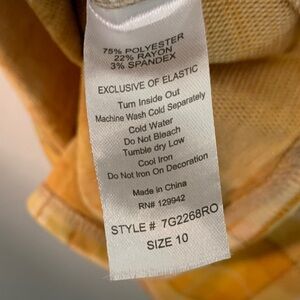 75% POLYESTER
22% RAYON
3% SPANDEX
EXCLUSIVE OF ELASTIC
Turn Inside Out
Machine Wash Cold Separately
Cold Water
Do Not Bleach
Tumble dry Low
Cool Iron
Do Not Iron On Decoration
Made in China
RN# 129942
STYLE # 7G2268RO
SIZE 10